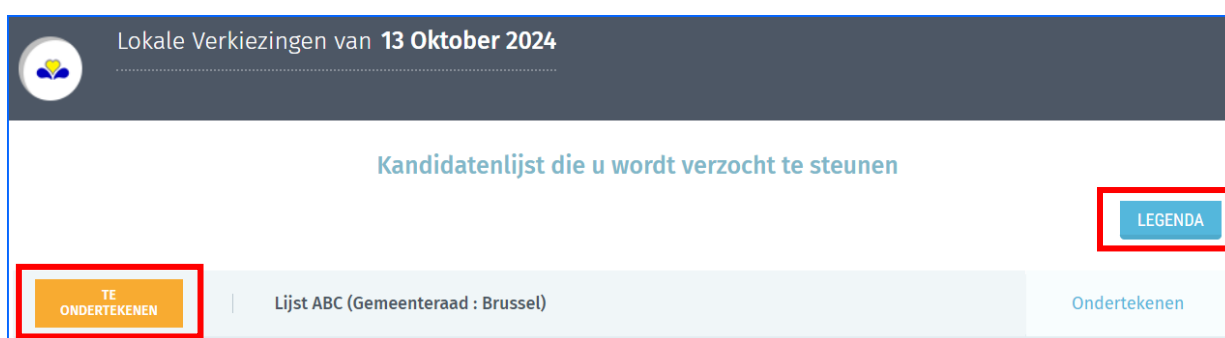 Lokale Verkiezingen van 13 Oktober 2024
Kandidatenlijst die u wordt verzocht te steunen
LEGENDA
TE
ONDERTEKENEN
Lijst ABC (Gemeenteraad : Brussel)
Ondertekenen